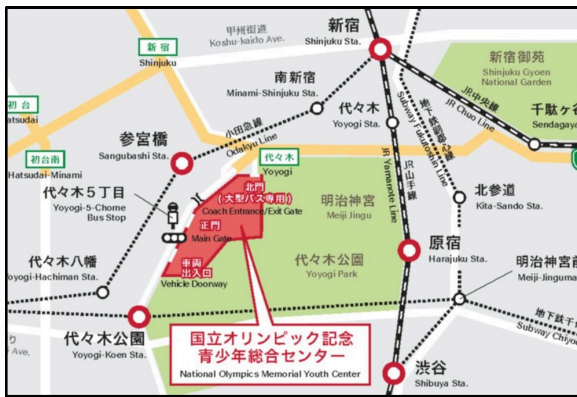 甲州街道
Koshu-kaido Ave.
新宿
Shinjuku
新宿
Shinjuku Sta.
新宿御苑
Shinjuku Gyoen
National Garden
南新宿
Minami-Shinjuku Sta.
初台
代々木
Yoyogi Sta.
小田急線
Odakyu Line
地下鉄副都心線
Subway Fukutoshin Line
JR中央線
JR Chuo Line
千駄ヶ谷
Sendagaya
参宮橋
Sangubashi Sta.
初台南
Hatsudai-Minami
代々木
Yoyogi
JR山手線
JR Yamanote Line
代々木5丁目
Yoyogi-5-Chome
Bus Stop
北門
(大型バス専用)
Coach Entrance/Exit Gate
正門
Main Gate
明治神宮
Meiji Jingu
北参道
Kita-Sando Sta.
代々木八幡
Yoyogi-Hachiman Sta.
車両
出入口
Vehicle Doorway
代々木公園
Yoyogi Park
原宿
Harajuku Sta.
明治神宮前
Meiji-Jinguma
代々木公園
Yoyogi-Koen Sta.
国立オリンピック記念
青少年総合センター
National Olympics Memorial Youth Center
地下鉄千
Subway Chiyo
渋谷
Shibuya Sta.